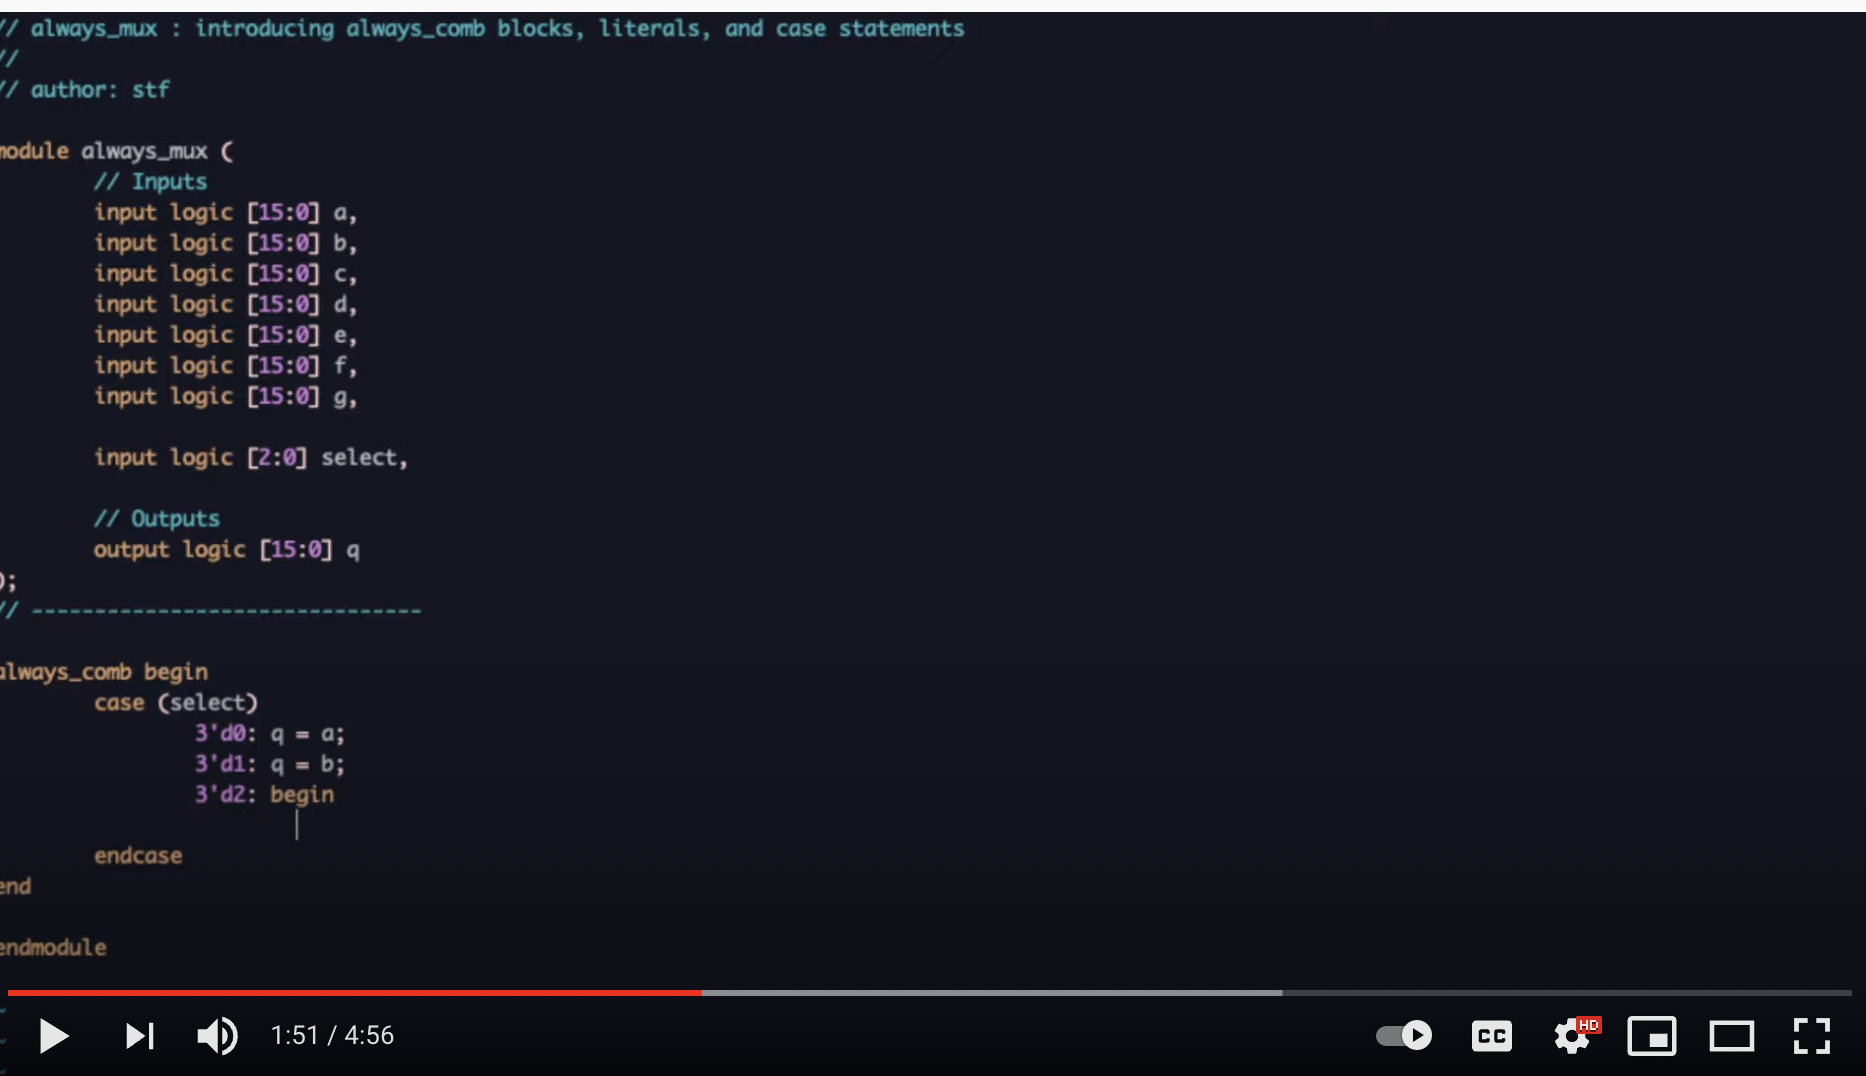 // always_mux : introducing always_comb blocks, literals, and case statements
//
// author: stf
module always_mux (
// Inputs
input logic [15:0] a,
input logic [15:0] b,
input logic [15:0] c,
input logic [15:0] d,
input logic [15:0] e,
input logic [15:0] f,
input logic [15:0] g,
input logic [2:0] select,
// Outputs
output logic [15:0] q
);
// -------------------------------
always_comb begin
case (select)
3'd0: q = a;
3'd1: q = b;
3'd2: begin
endcase
end
endmodule
1:51 / 4:56
CC
HD